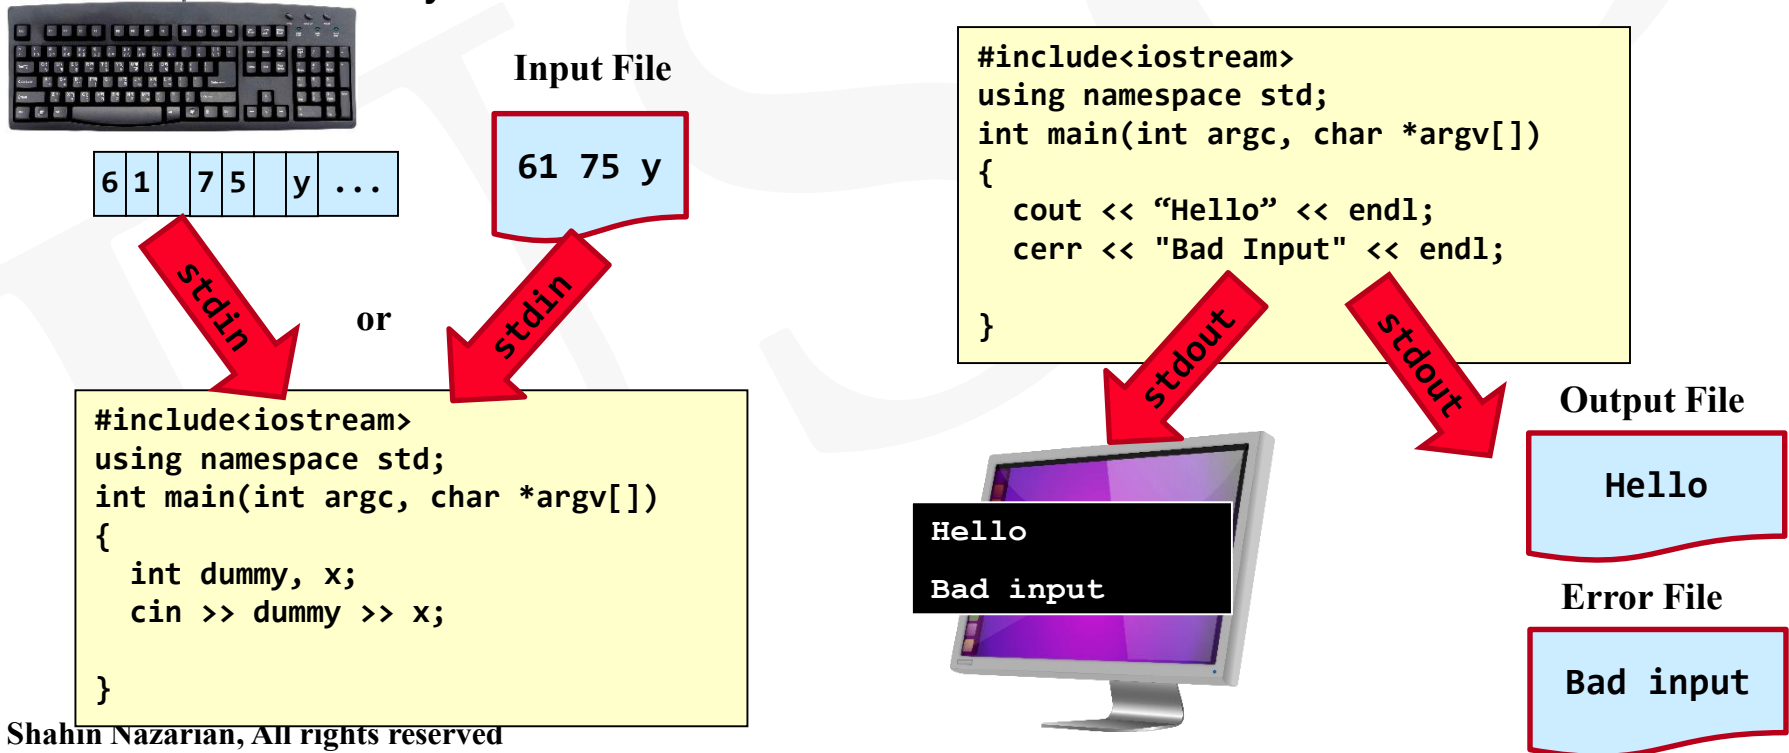 Input File
6 1 7 5 y ...
61 75 y
stdin
or
stdin
#include<iostream>
using namespace std;
int main(int argc, char *argv[])
{
int dummy, x;
cin >> dummy >> x;
}
Shahin Nazarian, All rights reserved
#include<iostream>
using namespace std;
int main(int argc, char *argv[])
{
cout << “Hello” << endl;
cerr << "Bad Input" << endl;
}
stdout
stdout
Hello
Bad input
Output File
Hello
Error File
Bad input